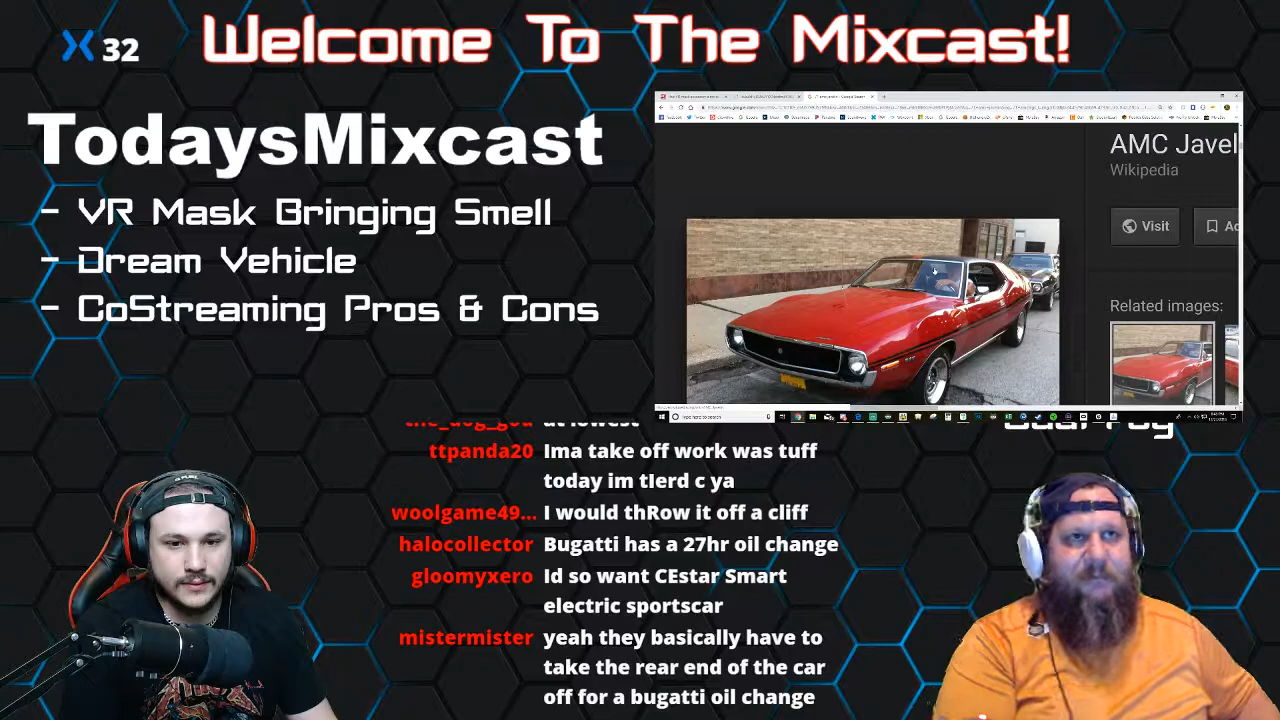 32
Welcome To The Mixcast!
TodaysMixcast
- VR Mask Bringing Smell
- Dream Vehicle
- CoStreaming Pros & Cons
AMC Javel
Wikipedia
Visit
Related images:
at lowest
ttpanda20 Ima take off work was tuff
today im tIerd c ya
woolgame49... I would thRow it off a cliff
halocollector Bugatti has a 27hr oil change
gloomyxero Id so want CEstar Smart
electric sportscar
mistermister yeah they basically have to
take the rear end of the car
off for a bugatti oil change